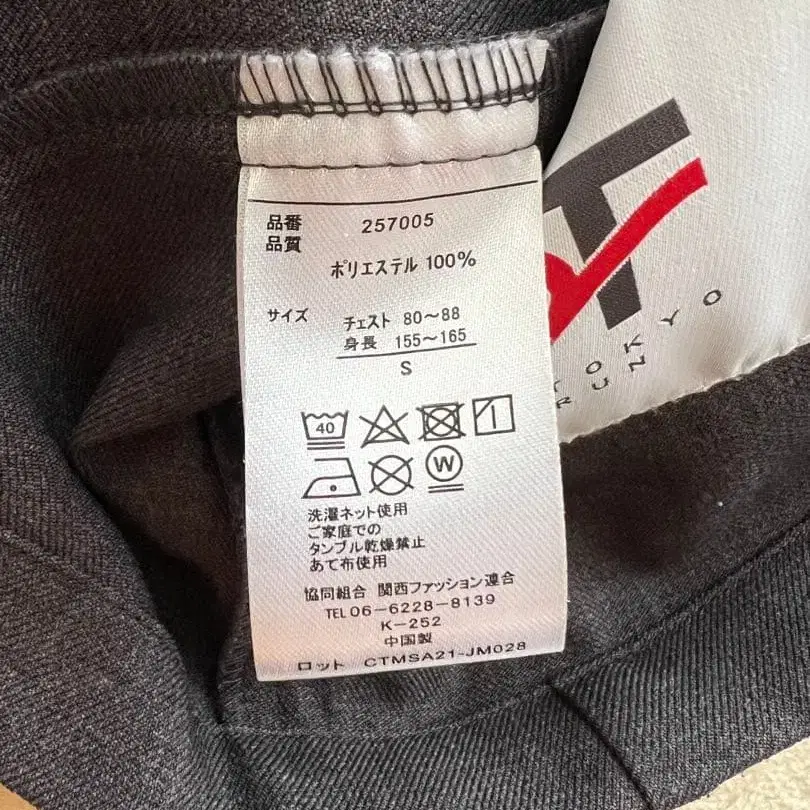 品番 257005
品質
ポリエステル 100%
サイズ
チェスト 80〜88
身長 155〜165
S
40
W
洗濯ネット使用
ご家庭での
タンブル乾燥禁止
あて布使用
協同組合 関西ファッション連合
TEL 06-6228-8139
K-252
中国製
ロット CTMSA21-JM028
T
TOKYO
RUN